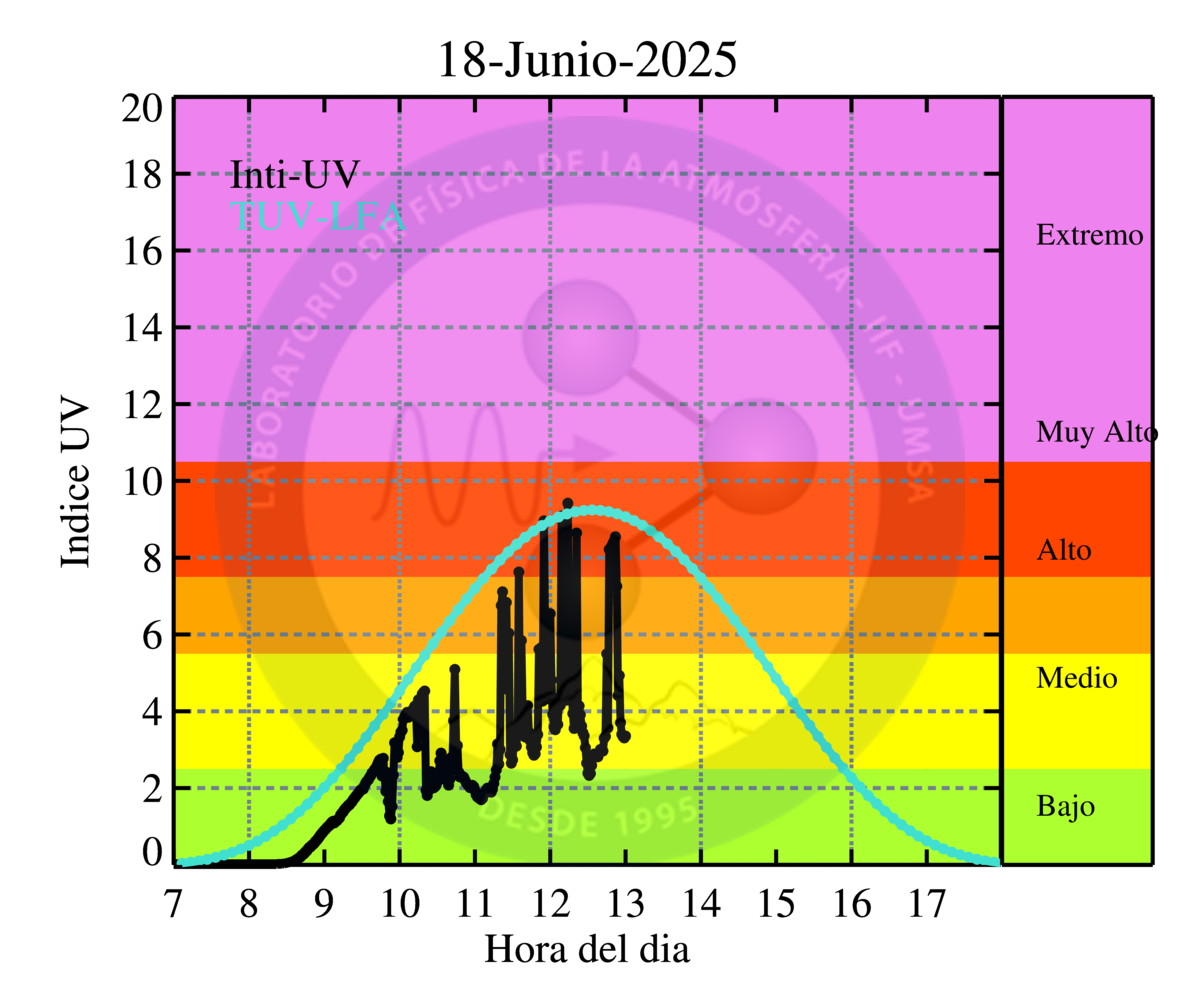 18-Junio-2025
Inti-UV
TUV-LFA
Indice UV
20
18
16
14
12
10
8
6
4
2
0
7 8 9 10 11 12 13 14 15 16 17
Hora del dia
Extremo
Muy Alto
Alto
Medio
Bajo
LABORATORIO DE FÍSICA DE LA ATMÓSFERA - IIF - UMSA
DESDE 1995